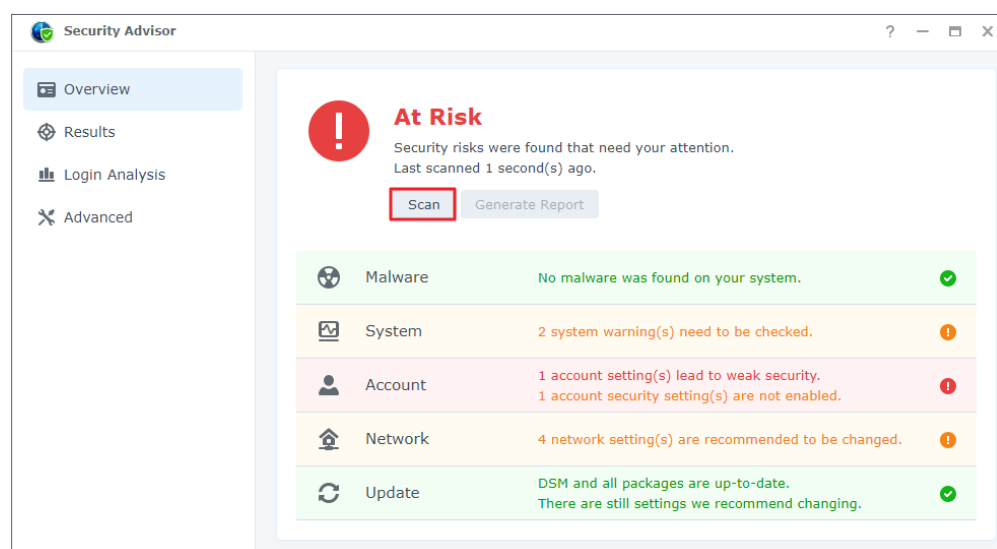 Security Advisor
?
Overview
Results
Login Analysis
Advanced
At Risk
Security risks were found that need your attention.
Last scanned 1 second(s) ago.
Scan Generate Report
Malware No malware was found on your system.
System 2 system warning(s) need to be checked.
Account 1 account setting(s) lead to weak security.
1 account security setting(s) are not enabled.
Network 4 network setting(s) are recommended to be changed.
Update DSM and all packages are up-to-date.
There are still settings we recommend changing.